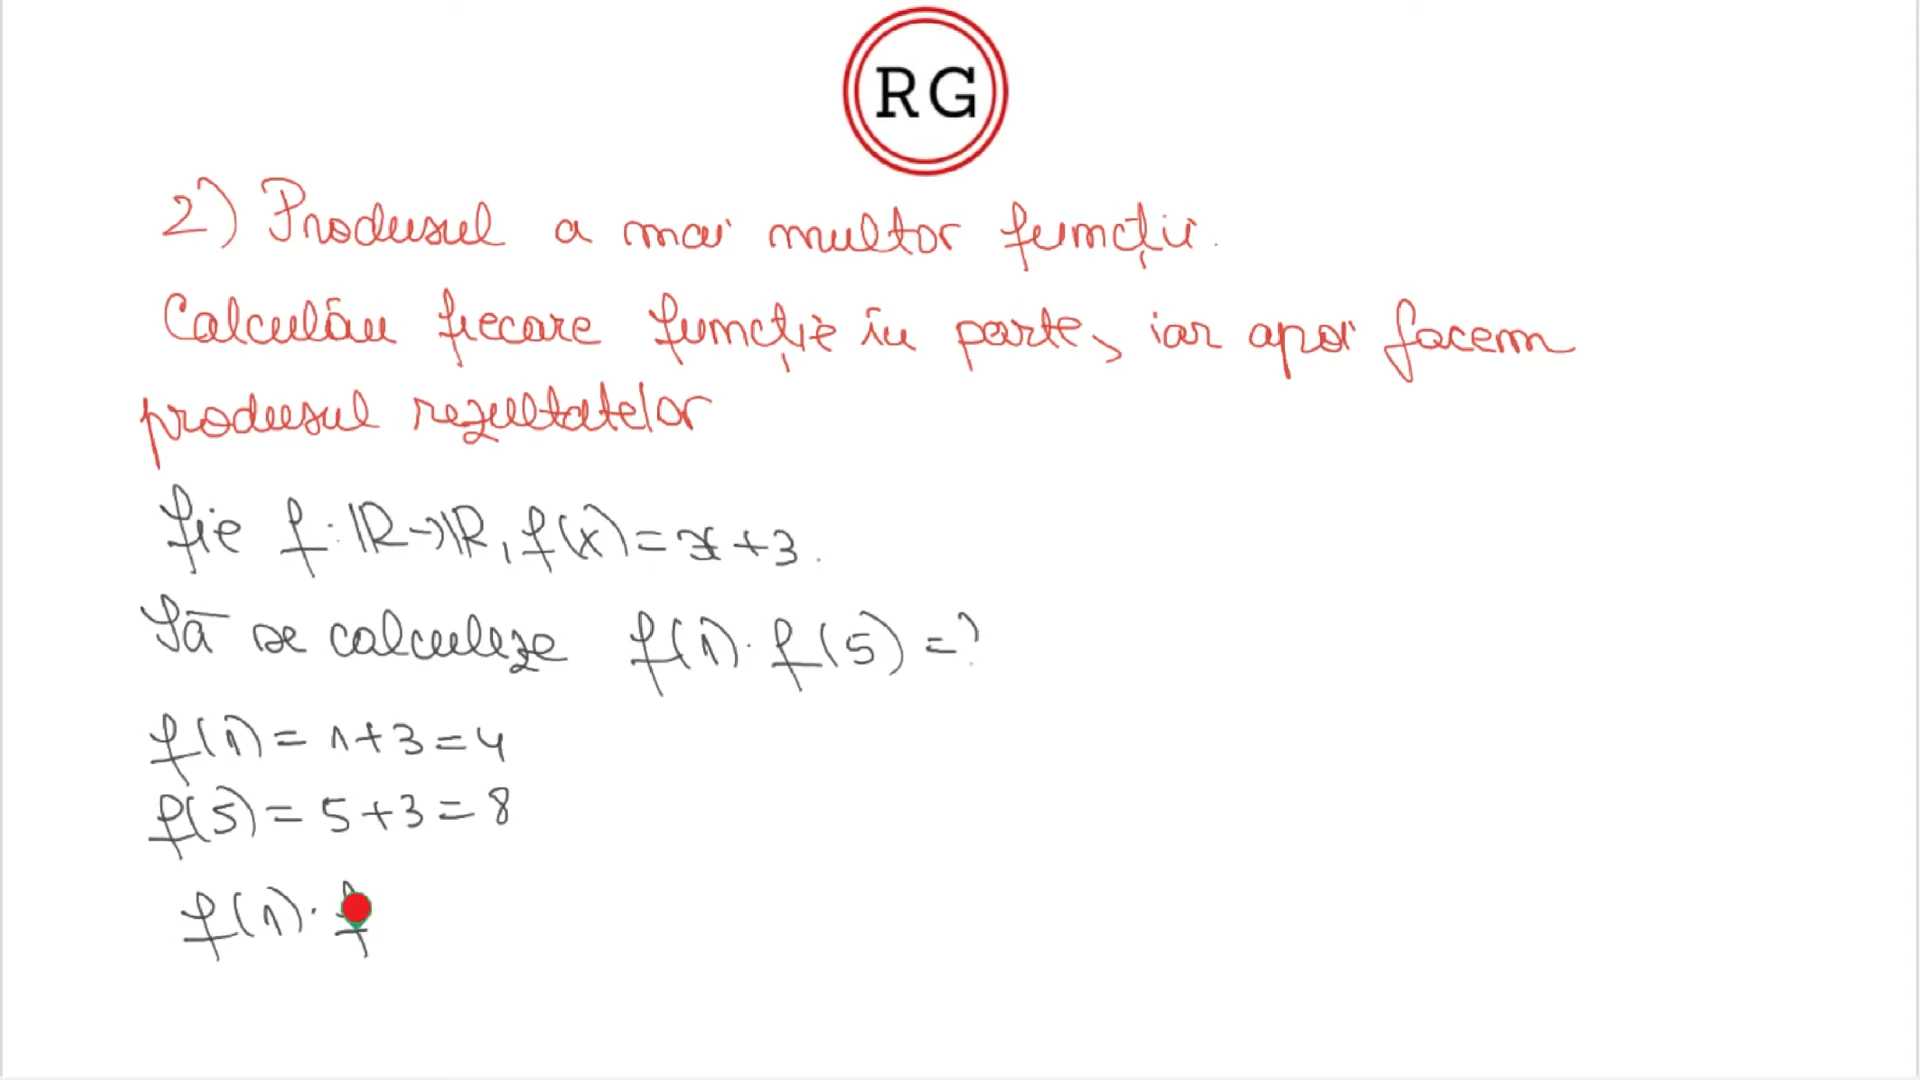 RG
2) Produsul a mai multor funcții.
Calculău fiecare funcție în parte, iar apoi facem
produsul rezultatelor
fie f:ℝ→ℝ, f(x)=x+3.
Să se calculeze f(1)·f(5)=?
f(1)=1+3=4
f(5)=5+3=8
f(1)·f